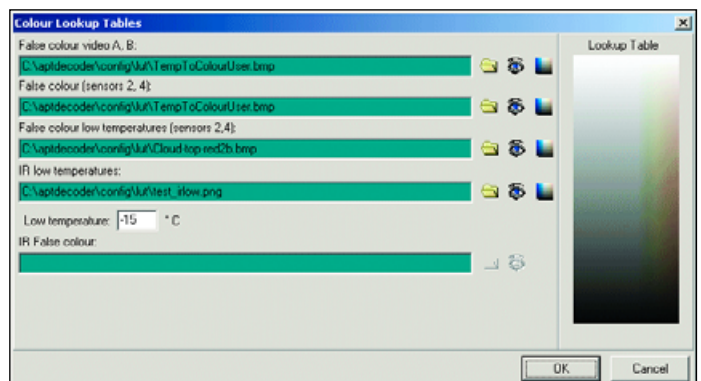 Colour Lookup Tables
False colour video A, B:
Lookup Table
C:\aptdecoder\config\lut\TempToColourUser.bmp
False colour (sensors 2, 4):
C:\aptdecoder\config\lut\TempToColourUser.bmp
False colour low temperatures (sensors 2,4):
C:\aptdecoder\config\lut\Cloud-top red2b.bmp
IR low temperatures:
C:\aptdecoder\config\lut\test_irlow.png
Low temperature: -15 ° C
IR False colour:
OK Cancel